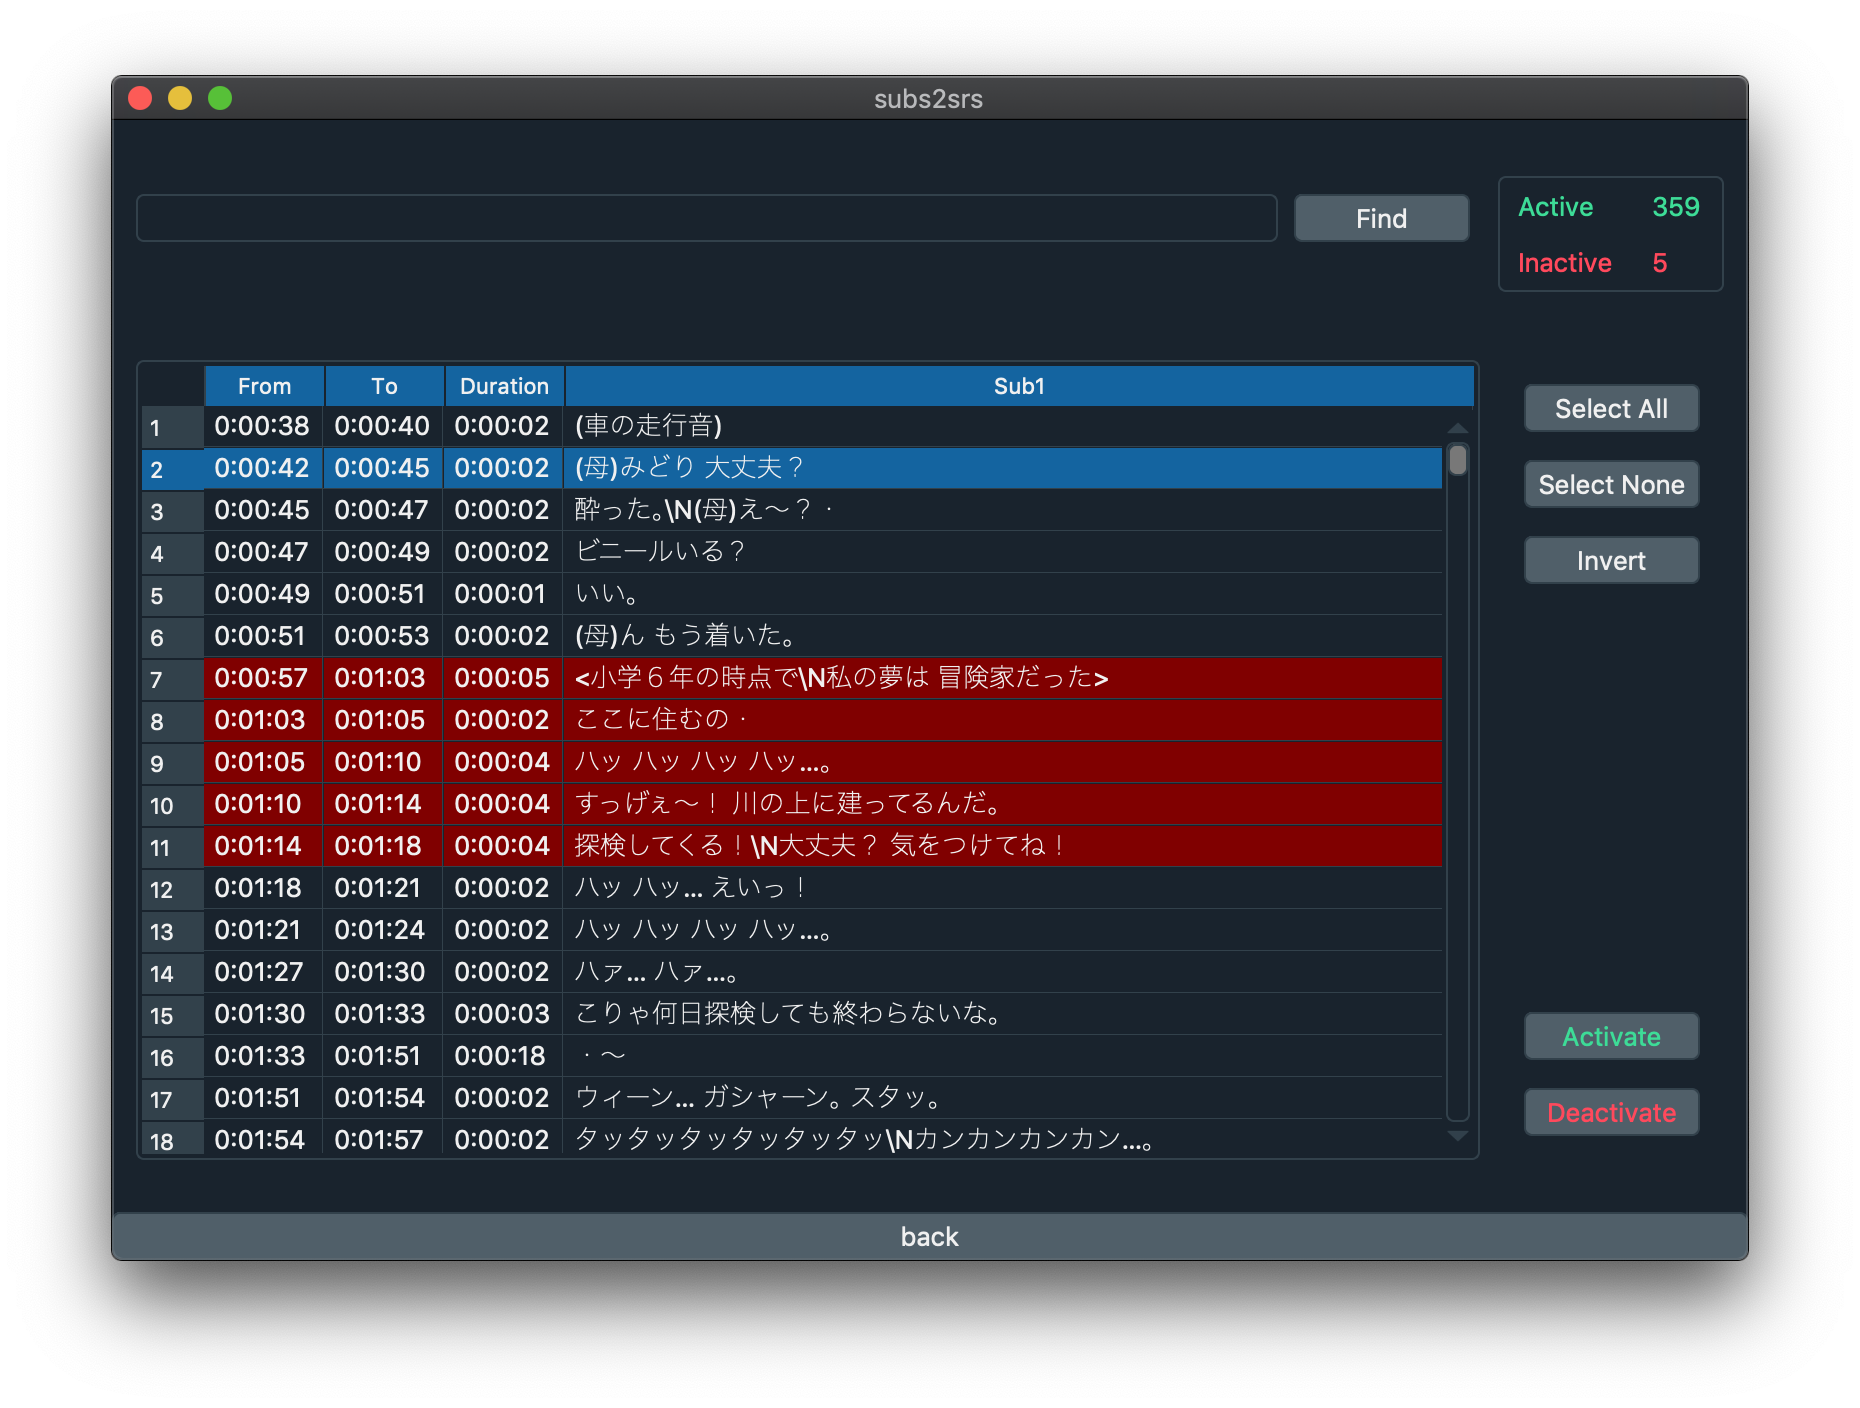 subs2srs
Find
Active 359
Inactive 5
From To Duration Sub1
1 0:00:38 0:00:40 0:00:02 (車の走行音)
2 0:00:42 0:00:45 0:00:02 (母)みどり 大丈夫？
3 0:00:45 0:00:47 0:00:02 酔った。\N(母)え～？・
4 0:00:47 0:00:49 0:00:02 ビニールいる？
5 0:00:49 0:00:51 0:00:01 いい。
6 0:00:51 0:00:53 0:00:02 (母)ん もう着いた。
7 0:00:57 0:01:03 0:00:05 <小学６年の時点で\N私の夢は 冒険家だった>
8 0:01:03 0:01:05 0:00:02 ここに住むの・
9 0:01:05 0:01:10 0:00:04 ハッ ハッ ハッ ハッ…。
10 0:01:10 0:01:14 0:00:04 すっげぇ～！ 川の上に建ってるんだ。
11 0:01:14 0:01:18 0:00:04 探検してくる！\N大丈夫？ 気をつけてね！
12 0:01:18 0:01:21 0:00:02 ハッ ハッ… えいっ！
13 0:01:21 0:01:24 0:00:02 ハッ ハッ ハッ ハッ…。
14 0:01:27 0:01:30 0:00:02 ハァ… ハァ…。
15 0:01:30 0:01:33 0:00:03 こりゃ何日探検しても終わらないな。
16 0:01:33 0:01:51 0:00:18 ・～
17 0:01:51 0:01:54 0:00:02 ウィーン… ガシャーン。スタッ。
18 0:01:54 0:01:57 0:00:02 タッタッタッタッタッタッ\Nカンカンカンカン…。
Select All
Select None
Invert
Activate
Deactivate
back